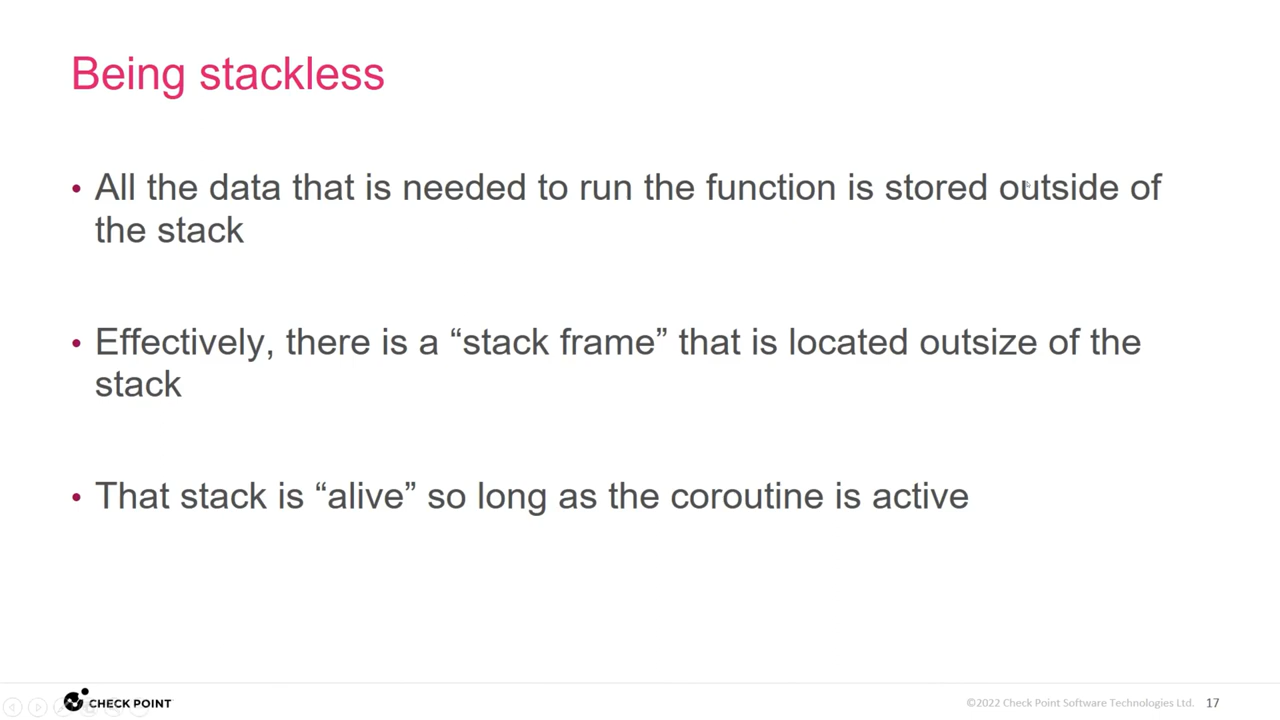 Being stackless
• All the data that is needed to run the function is stored outside of
the stack
• Effectively, there is a “stack frame” that is located outsize of the
stack
• That stack is “alive” so long as the coroutine is active
CHECK POINT
©2022 Check Point Software Technologies Ltd. 17